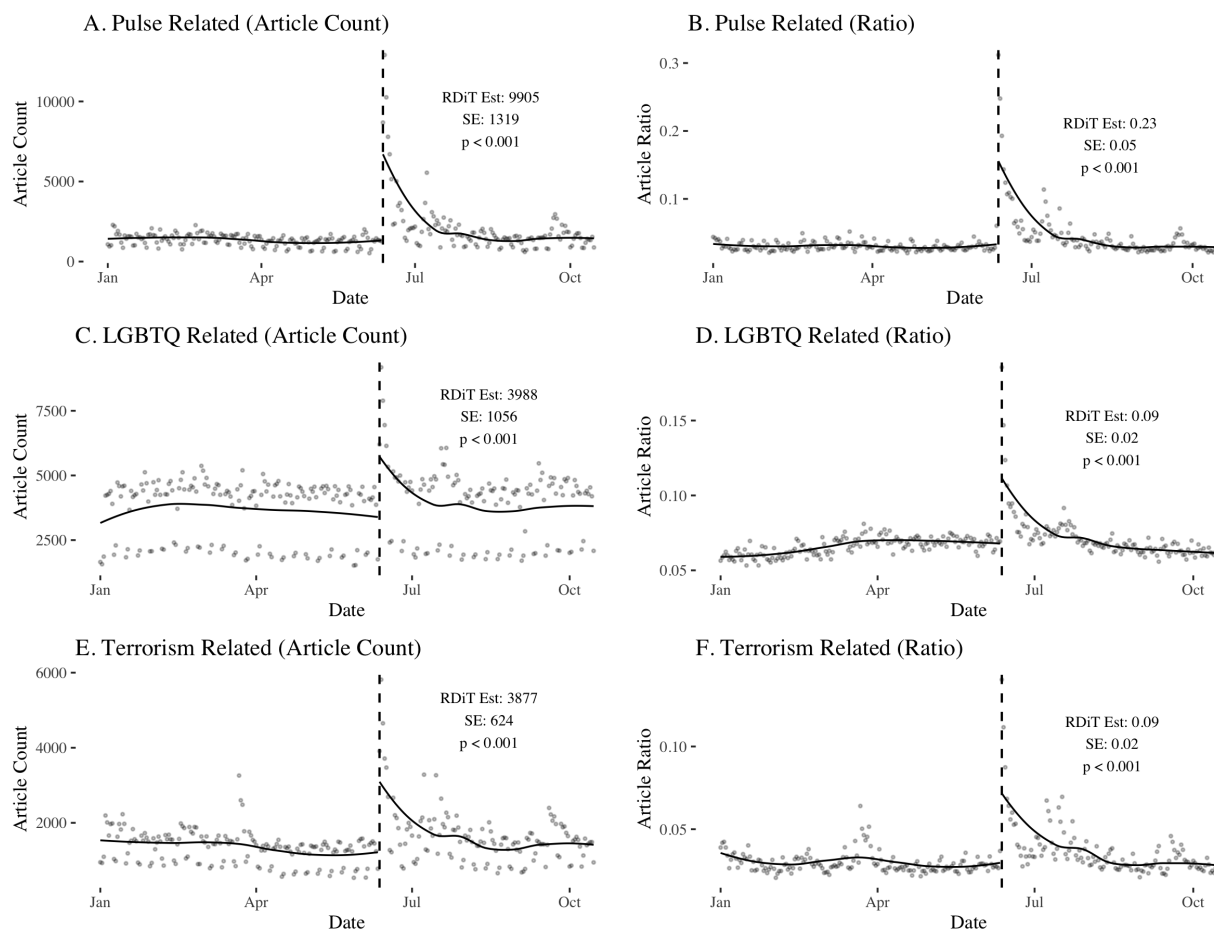 A. Pulse Related (Article Count)
Article Count
10000
5000
0
RDiT Est: 9905
SE: 1319
p < 0.001
Jan
Apr
Jul
Oct
Date
B. Pulse Related (Ratio)
Article Ratio
0.3
0.2
0.1
RDiT Est: 0.23
SE: 0.05
p < 0.001
Jan
Apr
Jul
Oct
Date
C. LGBTQ Related (Article Count)
Article Count
7500
5000
2500
RDiT Est: 3988
SE: 1056
p < 0.001
Jan
Apr
Jul
Oct
Date
D. LGBTQ Related (Ratio)
Article Ratio
0.15
0.10
0.05
RDiT Est: 0.09
SE: 0.02
p < 0.001
Jan
Apr
Jul
Oct
Date
E. Terrorism Related (Article Count)
Article Count
6000
4000
2000
RDiT Est: 3877
SE: 624
p < 0.001
Jan
Apr
Jul
Oct
Date
F. Terrorism Related (Ratio)
Article Ratio
0.10
0.05
RDiT Est: 0.09
SE: 0.02
p < 0.001
Jan
Apr
Jul
Oct
Date